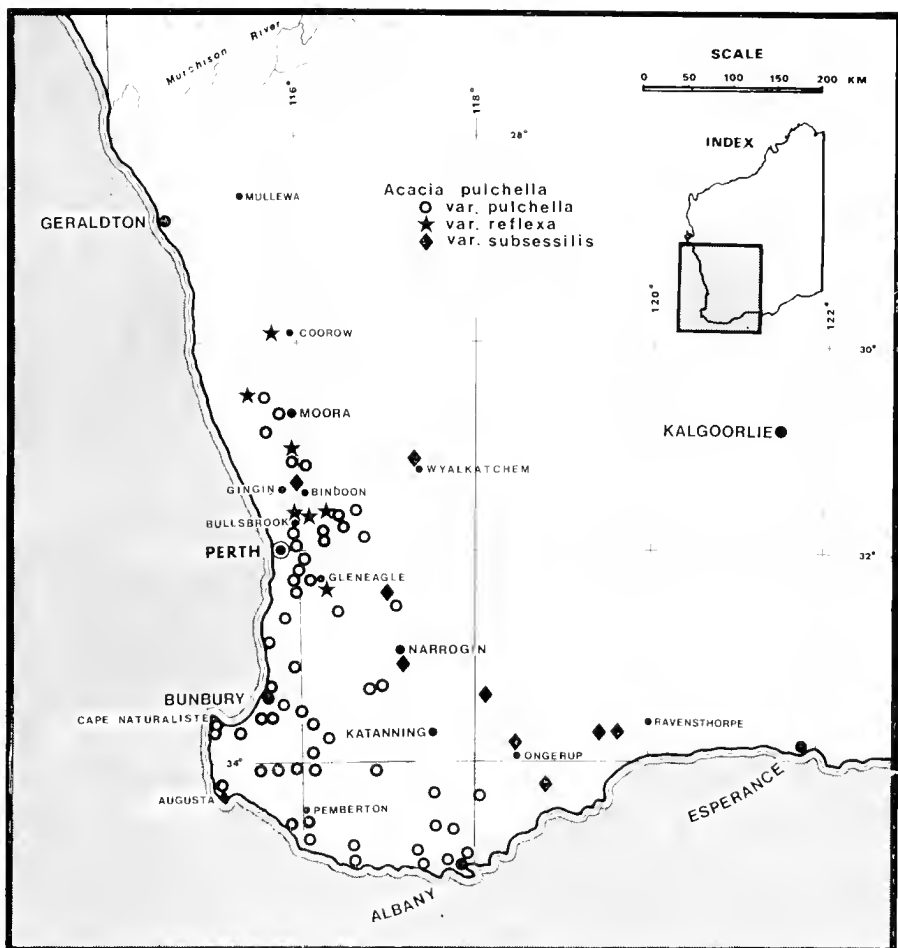 Murchison River
SCALE
0 50 100 200 KM
116°
118°
28°
INDEX
MULLEWA
Acacia pulchella
var. pulchella
var. reflexa
var. subsessilis
GERALDTON
120°
122°
COOROW
30°
MOORA
KALGOORLIE
WYALKATCHEM
GINGIN
BINDOON
BULLSBROOK
PERTH
32°
GLENEAGLE
NARROGIN
BUNBURY
CAPE NATURALISTE
RAVENSTHORPE
KATANNING
ONGERUP
34°
AUGUSTA
PEMBERTON
ESPERANCE
ALBANY